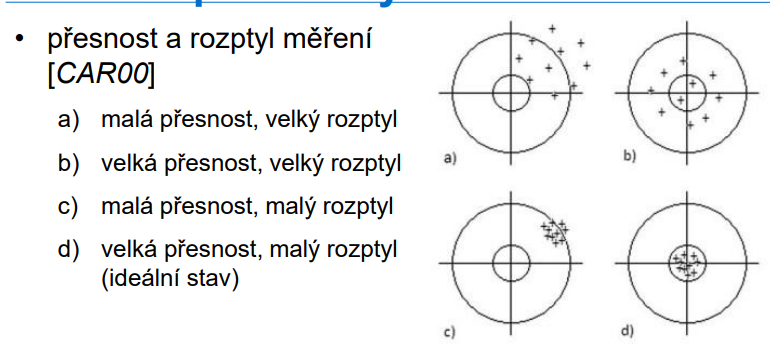 • přesnost a rozptyl měření
[CAR00]
a) malá přesnost, velký rozptyl
b) velká přesnost, velký rozptyl
c) malá přesnost, malý rozptyl
d) velká přesnost, malý rozptyl
(ideální stav)
a)
b)
c)
d)